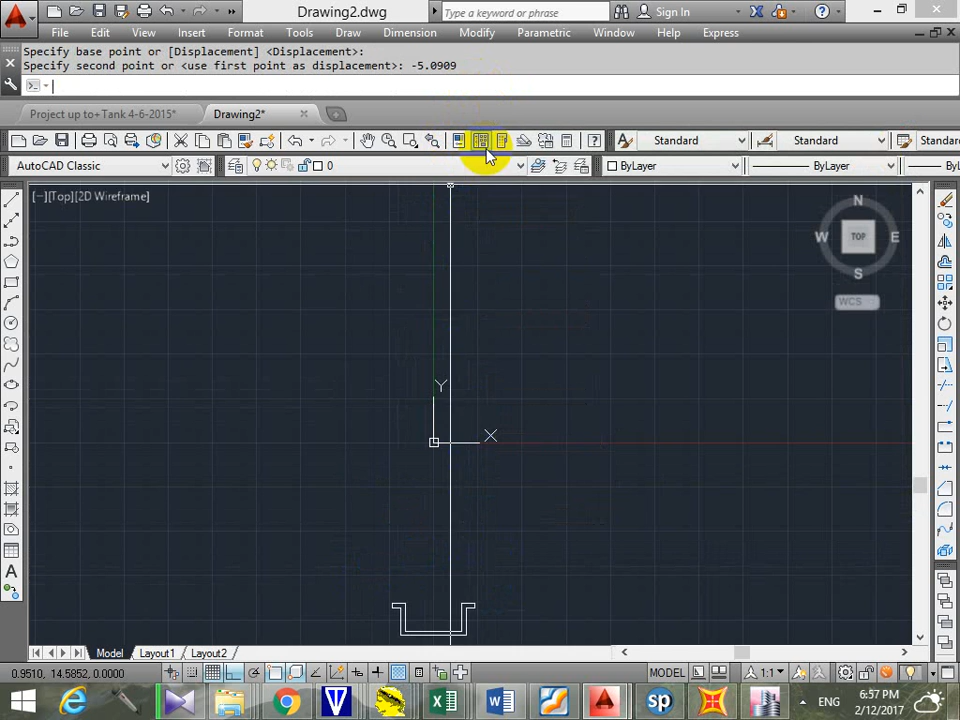 Drawing2.dwg
Type a keyword or phrase
Sign In
File Edit View Insert Format Tools Draw Dimension Modify Parametric Window Help Express
Specify base point or [Displacement] <Displacement>:
Specify second point or <use first point as displacement>: -5.0909
Project up to+ Tank 4-6-2015*
Drawing2*
Standard
Standard
Standard
AutoCAD Classic
0
ByLayer
ByLayer
ByL
[−][Top][2D Wireframe]
N
W
TOP
E
S
WCS
Y
X
A
Model Layout1 Layout2
0.9510, 14.5852, 0.0000
MODEL
1:1
ENG
6:57 PM
2/12/2017